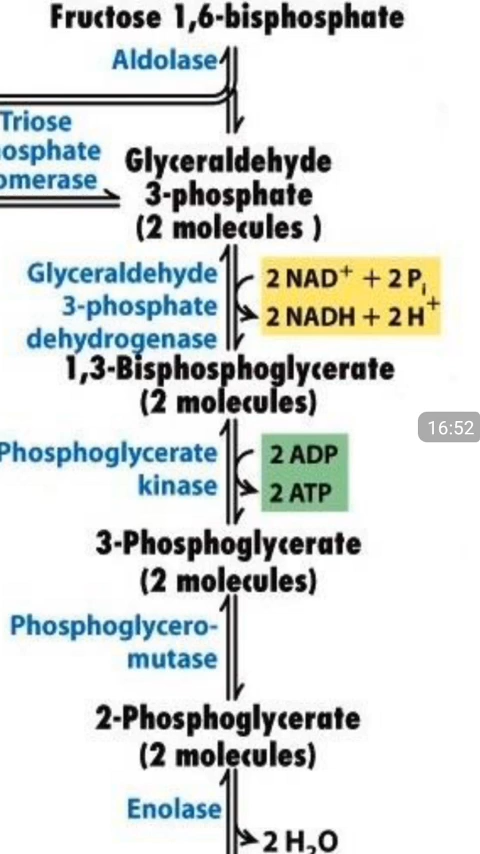 Fructose 1,6-bisphosphate
Aldolase
Triose
osphate
omerase
Glyceraldehyde
3-phosphate
(2 molecules )
Glyceraldehyde
3-phosphate
dehydrogenase
2 NAD⁺ + 2 Pᵢ
2 NADH + 2 H⁺
1,3-Bisphosphoglycerate
(2 molecules)
16:52
Phosphoglycerate
kinase
2 ADP
2 ATP
3-Phosphoglycerate
(2 molecules)
Phosphoglycero-
mutase
2-Phosphoglycerate
(2 molecules)
Enolase
2 H₂O